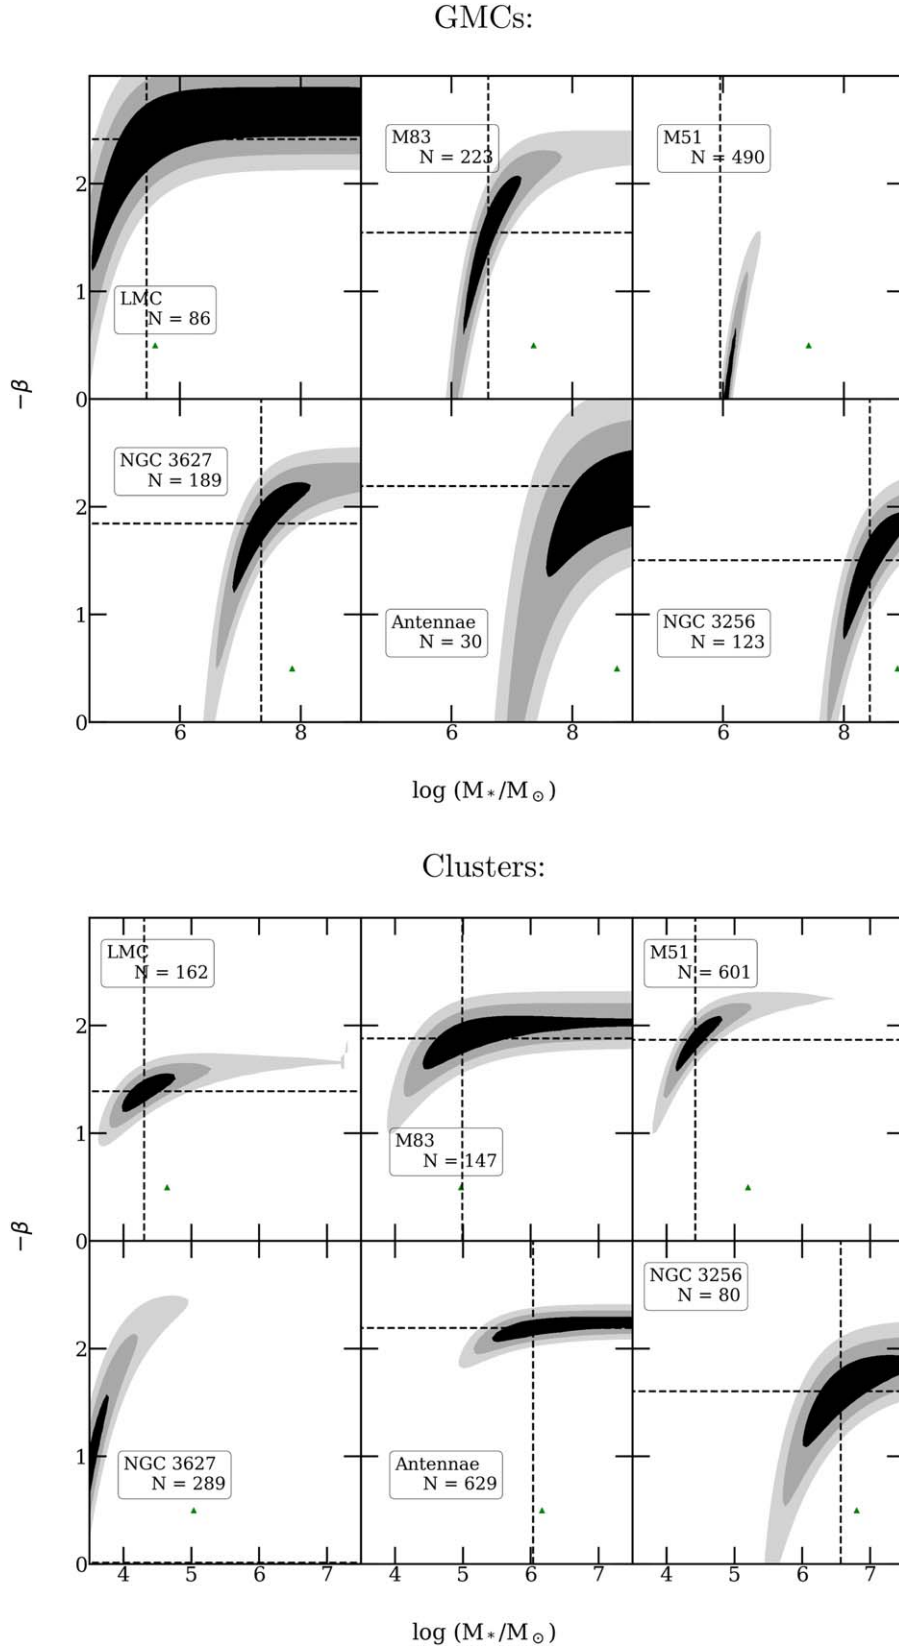 GMCs:
M83
N = 223
M51
N = 490
2
1
LMC
N = 86
0
−β
NGC 3627
N = 189
2
1
Antennae
N = 30
NGC 3256
N = 123
0
6 8 6 8 6 8
log (M∗/M⊙)
Clusters:
LMC
N = 162
M51
N = 601
2
1
M83
N = 147
0
−β
NGC 3256
N = 80
2
1
NGC 3627
N = 289
Antennae
N = 629
0
4 5 6 7 4 5 6 7 4 5 6 7
log (M∗/M⊙)